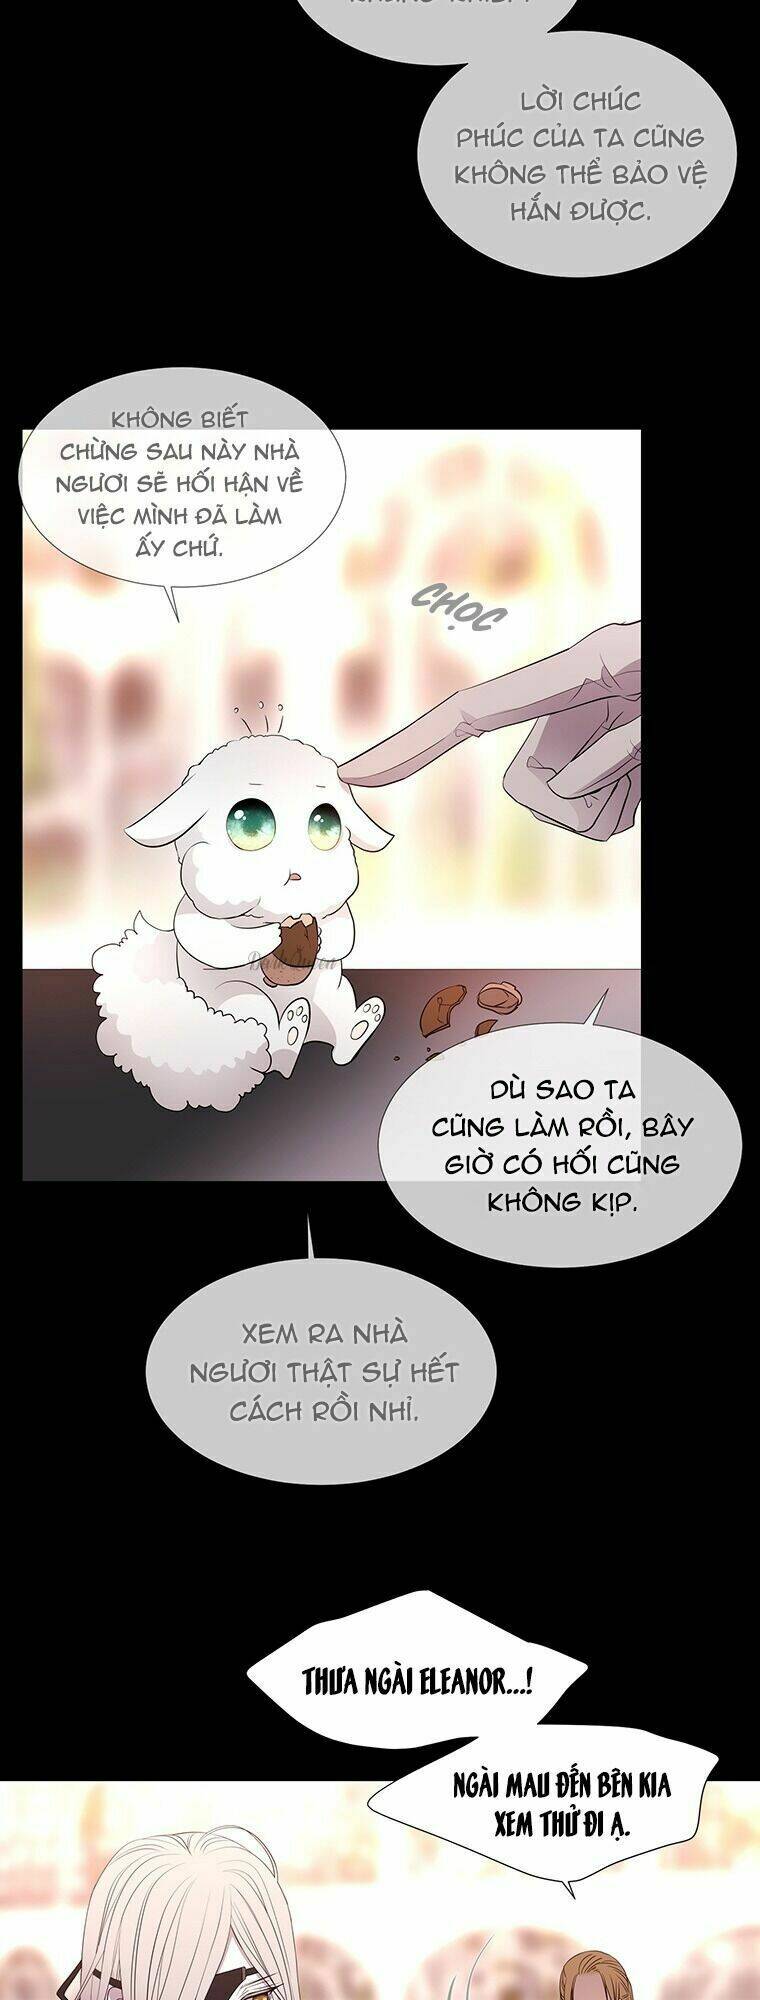 LỜI CHÚC
PHÚC CỦA TA CŨNG
KHÔNG THỂ BẢO VỆ
HẮN ĐƯỢC.
KHÔNG BIẾT
CHỪNG SAU NÀY NHÀ
NGƯƠI SẼ HỐI HẬN VỀ
VIỆC MÌNH ĐÃ LÀM
ẤY CHỨ.
CHỌC
Dark Queen
DÙ SAO TA
CŨNG LÀM RỒI, BÂY
GIỜ CÓ HỐI CŨNG
KHÔNG KỊP.
XEM RA NHÀ
NGƯƠI THẬT SỰ HẾT
CÁCH RỒI NHỈ.
THƯA NGÀI ELEANOR...!
NGÀI MAU ĐẾN BÊN KIA
XEM THỬ ĐI Ạ.